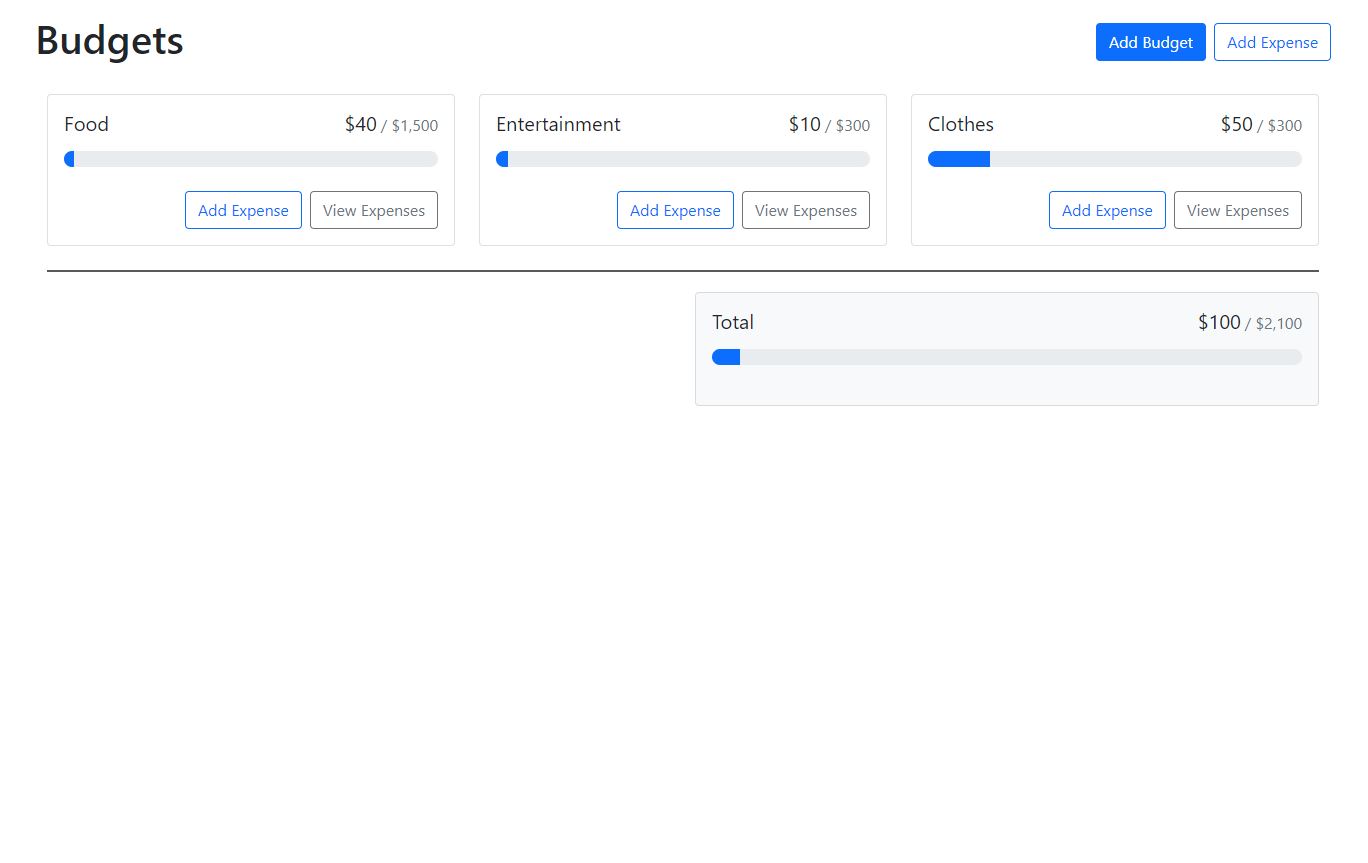 Budgets
Add Budget Add Expense
Food $40 / $1,500
Add Expense View Expenses
Entertainment $10 / $300
Add Expense View Expenses
Clothes $50 / $300
Add Expense View Expenses
Total $100 / $2,100